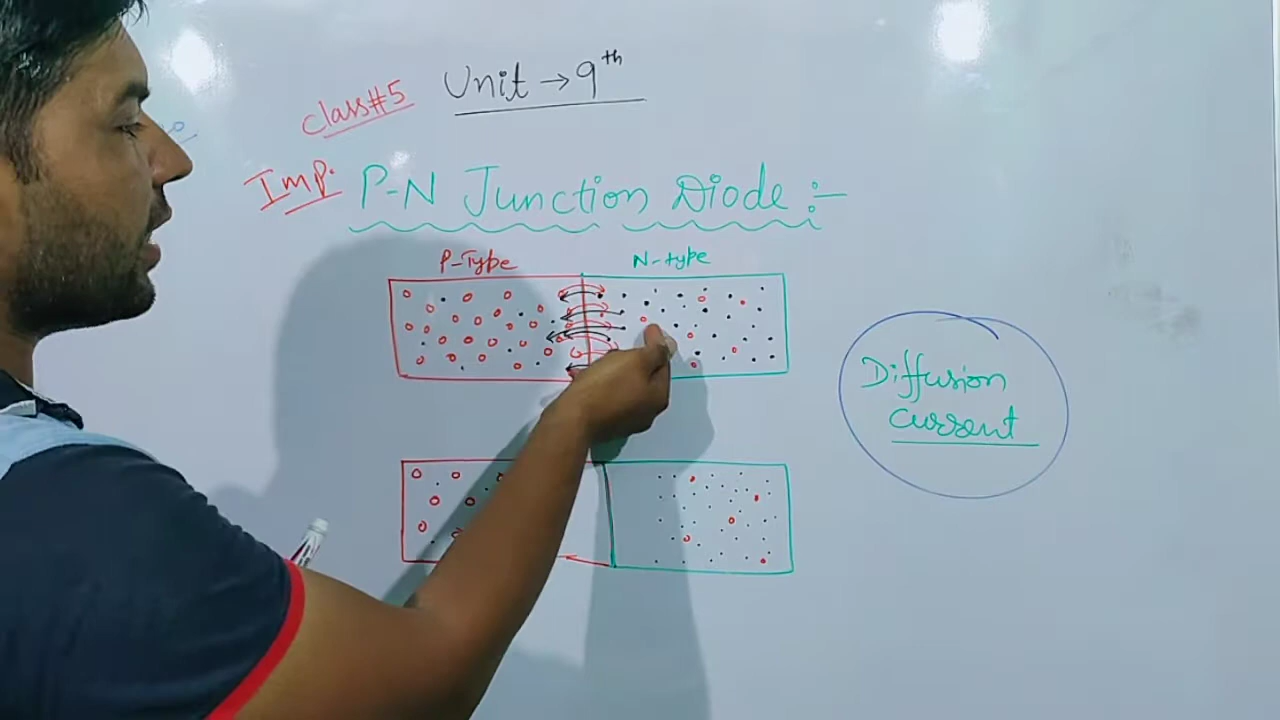 Class#5
Unit → 9th
Imp.
P-N Junction Diode :-
P-Type
N-type
Diffusion
current